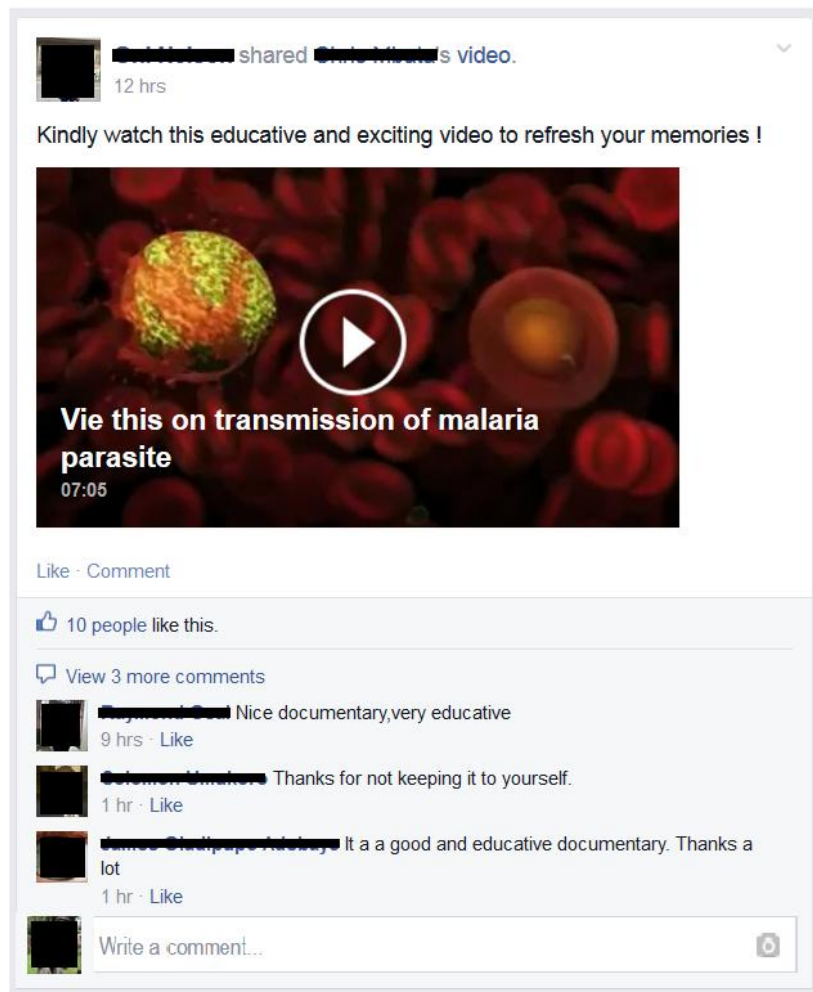 shared 's video.
12 hrs
Kindly watch this educative and exciting video to refresh your memories !
Vie this on transmission of malaria
parasite
07:05
Like · Comment
10 people like this.
View 3 more comments
Nice documentary,very educative
9 hrs · Like
Thanks for not keeping it to yourself.
1 hr · Like
It a a good and educative documentary. Thanks a
lot
1 hr · Like
Write a comment...